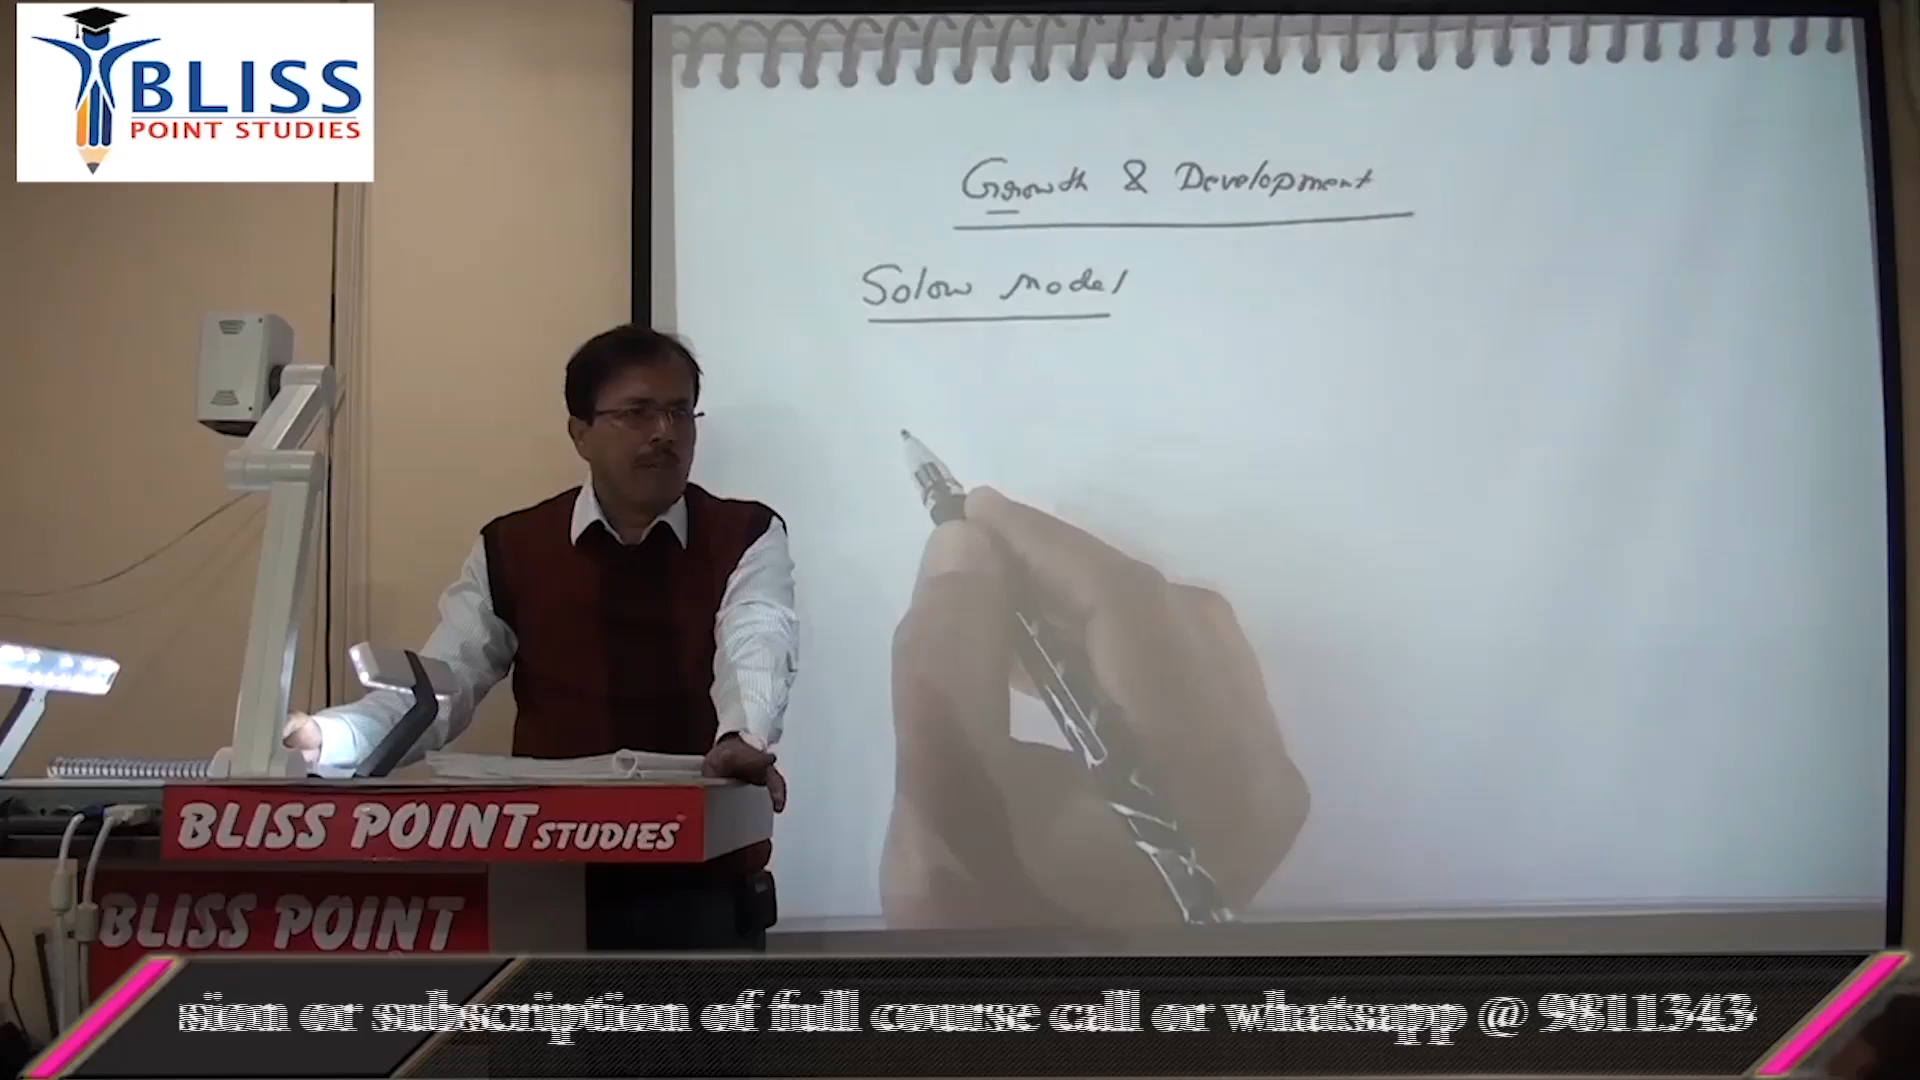 BLISS
POINT STUDIES
Growth & Development
Solow Model
BLISS POINT STUDIES
BLISS POINT
sion or subscription of full course call or whatsapp @ 9811343